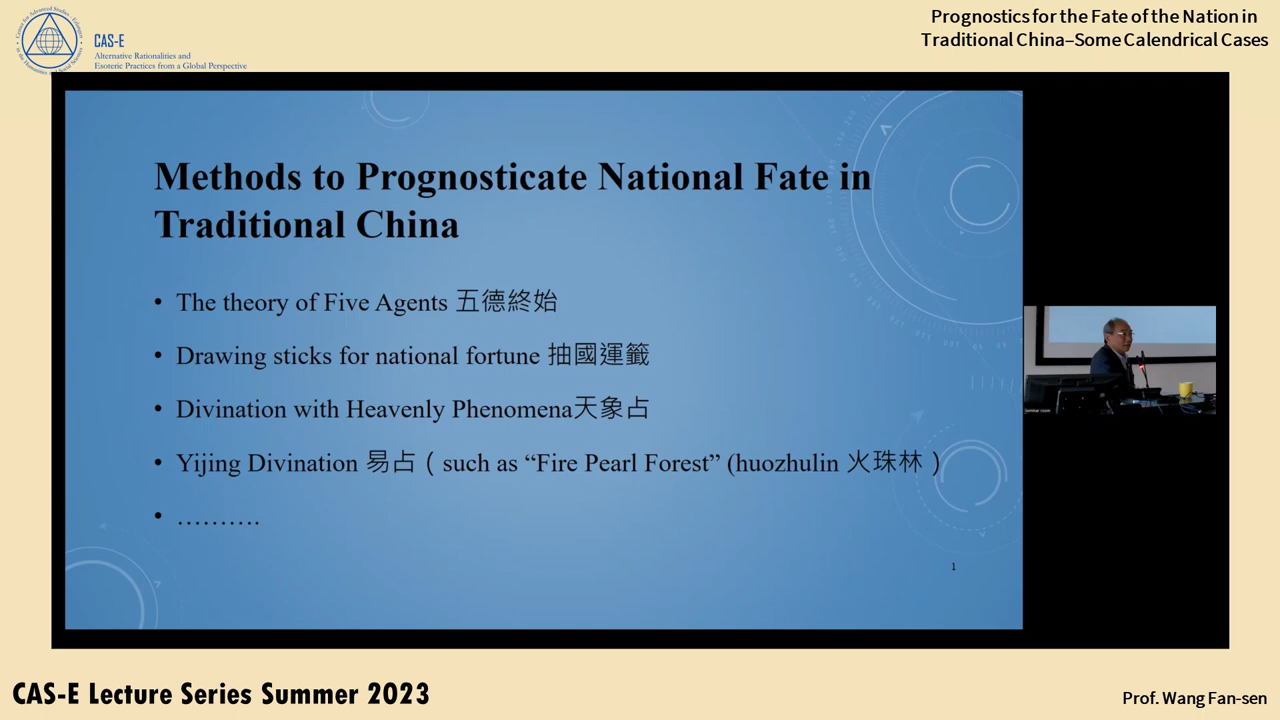 CAS-E
Alternative Rationalities and
Esoteric Practices from a Global Perspective
Prognostics for the Fate of the Nation in
Traditional China–Some Calendrical Cases
Methods to Prognosticate National Fate in
Traditional China
• The theory of Five Agents 五德終始
• Drawing sticks for national fortune 抽國運籤
• Divination with Heavenly Phenomena天象占
• Yijing Divination 易占 ( such as “Fire Pearl Forest” (huozhulin 火珠林 )
• ..........
1
CAS-E Lecture Series Summer 2023
Prof. Wang Fan-sen